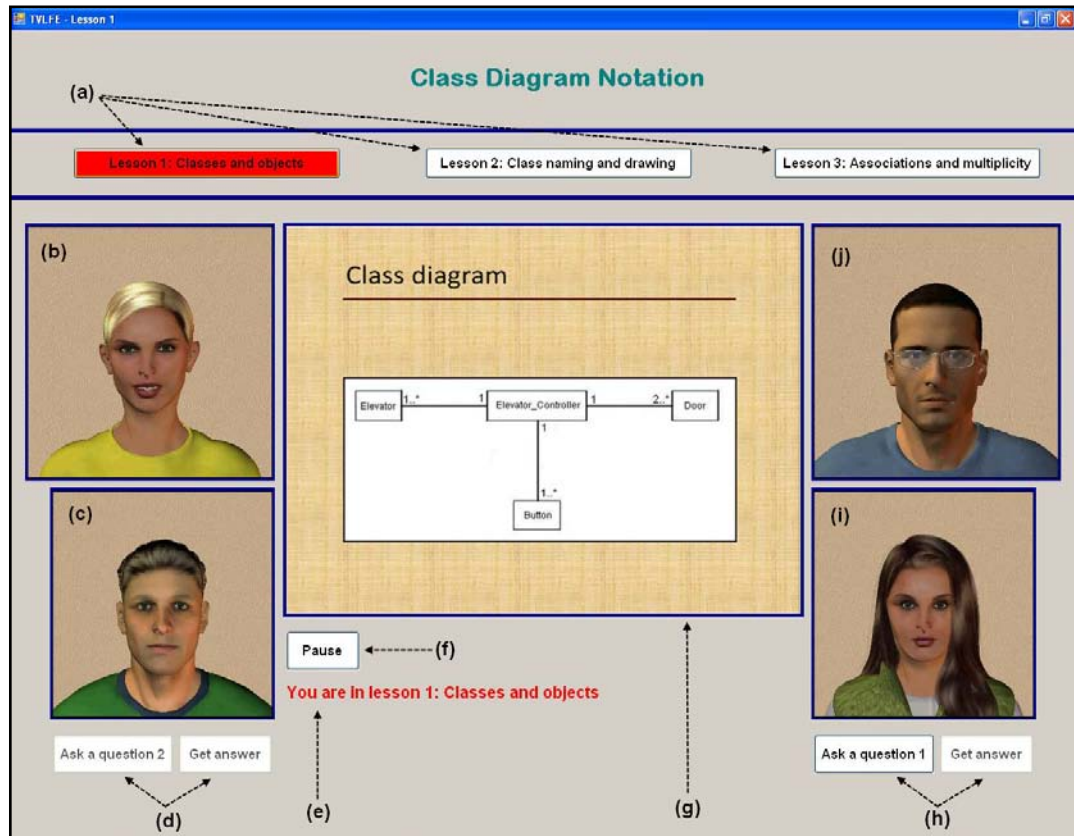 TVLFE - Lesson 1
Class Diagram Notation
(a)
Lesson 1: Classes and objects
Lesson 2: Class naming and drawing
Lesson 3: Associations and multiplicity
(b)
Class diagram
(j)
Elevator 1..* 1 Elevator_Controller 1 2..* Door
1
1..*
Button
(c)
(i)
Pause
(f)
You are in lesson 1: Classes and objects
Ask a question 2 Get answer
Ask a question 1 Get answer
(d)
(e)
(g)
(h)